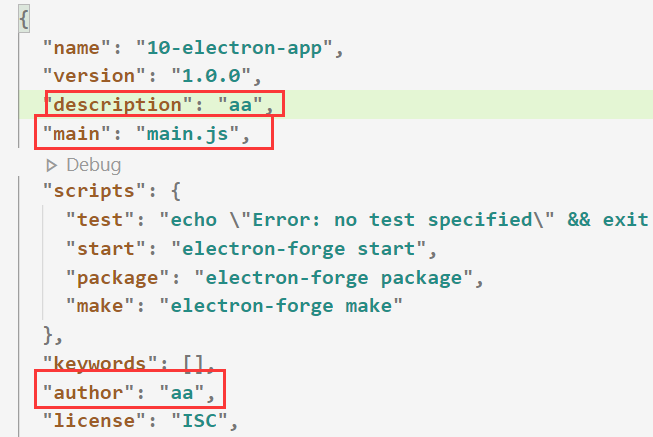 {
"name": "10-electron-app",
"version": "1.0.0",
"description": "aa",
"main": "main.js",
Debug
"scripts": {
"test": "echo \"Error: no test specified\" && exit
"start": "electron-forge start",
"package": "electron-forge package",
"make": "electron-forge make"
},
"keywords": [],
"author": "aa",
"license": "ISC",